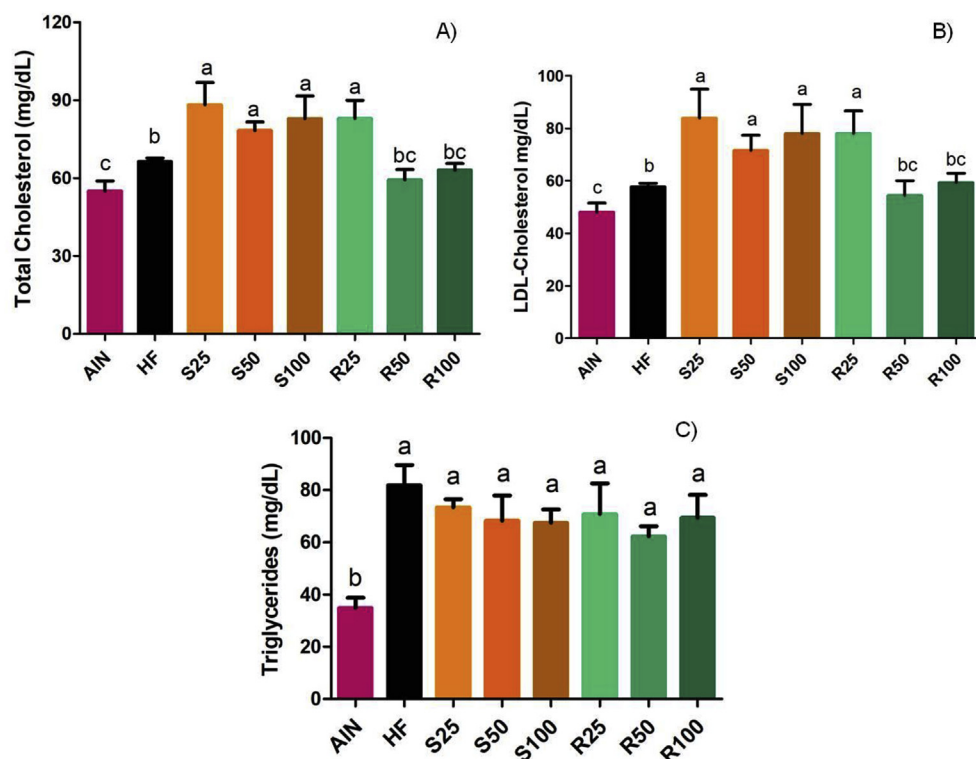 A)
Total Cholesterol (mg/dL)
120
90
60
30
0
c
b
a
a
a
a
bc
bc
AIN
HF
S25
S50
S100
R25
R50
R100
B)
LDL-Cholesterol mg/dL)
100
80
60
40
20
0
c
b
a
a
a
a
bc
bc
AIN
HF
S25
S50
S100
R25
R50
R100
C)
Triglycerides (mg/dL)
100
80
60
40
20
0
b
a
a
a
a
a
a
a
AIN
HF
S25
S50
S100
R25
R50
R100